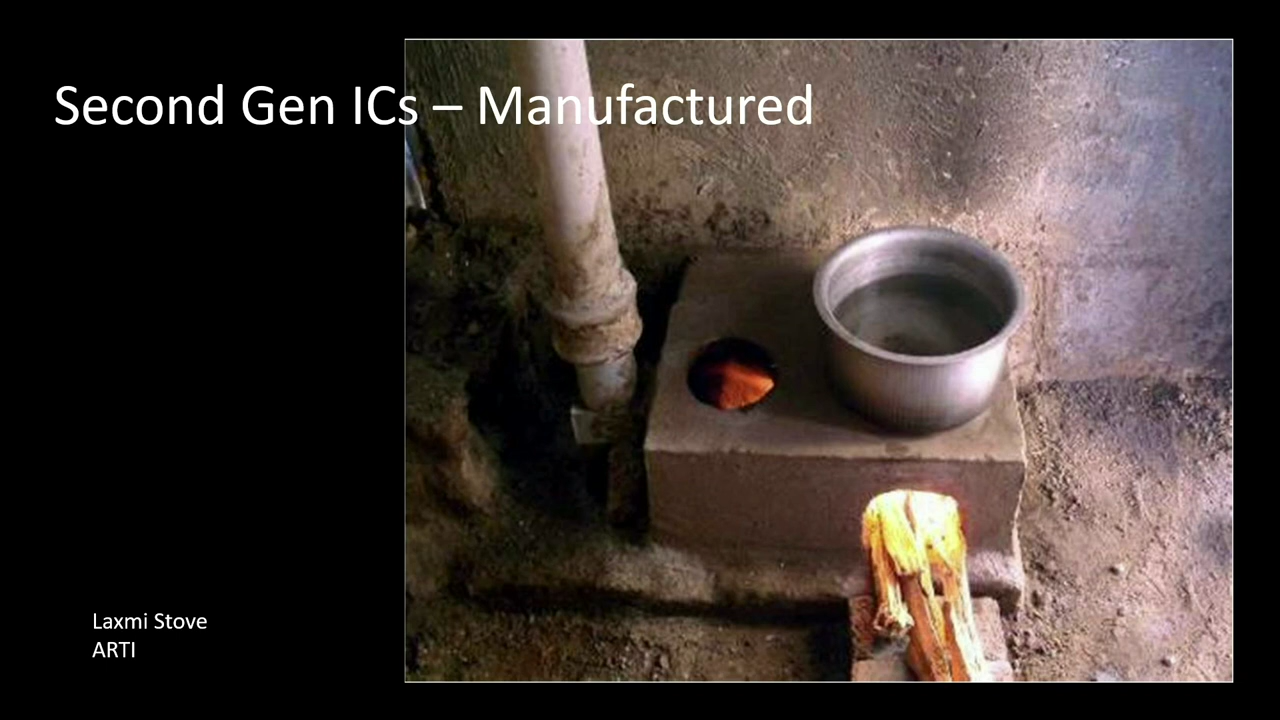 Second Gen ICs – Manufactured
Laxmi Stove
ARTI